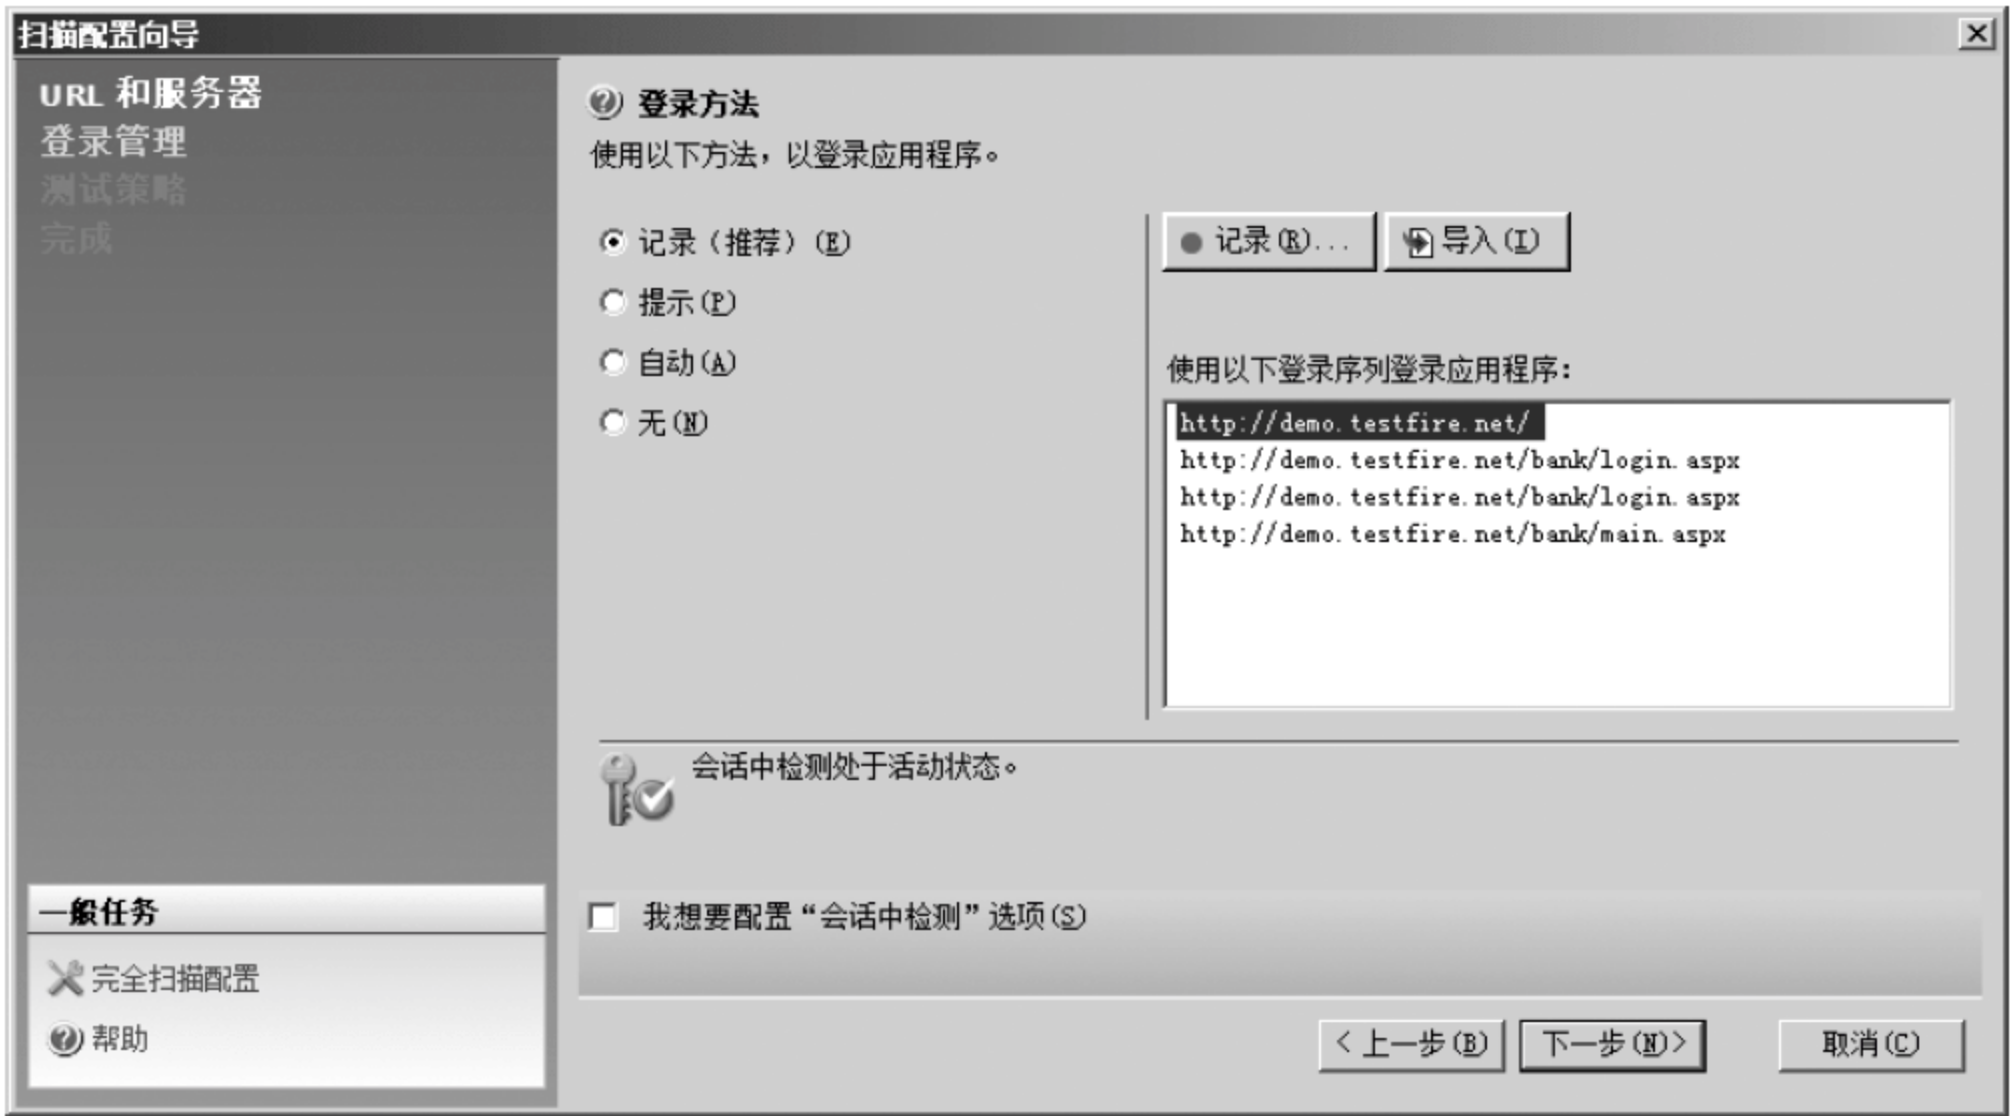 扫描配置向导
URL 和服务器
登录管理
测试策略
完成
登录方法
使用以下方法，以登录应用程序。
记录（推荐）(E)
提示(P)
自动(A)
无(N)
记录(R)...
导入(I)
使用以下登录序列登录应用程序：
http://demo.testfire.net/
http://demo.testfire.net/bank/login.aspx
http://demo.testfire.net/bank/login.aspx
http://demo.testfire.net/bank/main.aspx
会话中检测处于活动状态。
我想要配置“会话中检测”选项(S)
一般任务
完全扫描配置
帮助
< 上一步(B)
下一步(N)>
取消(C)